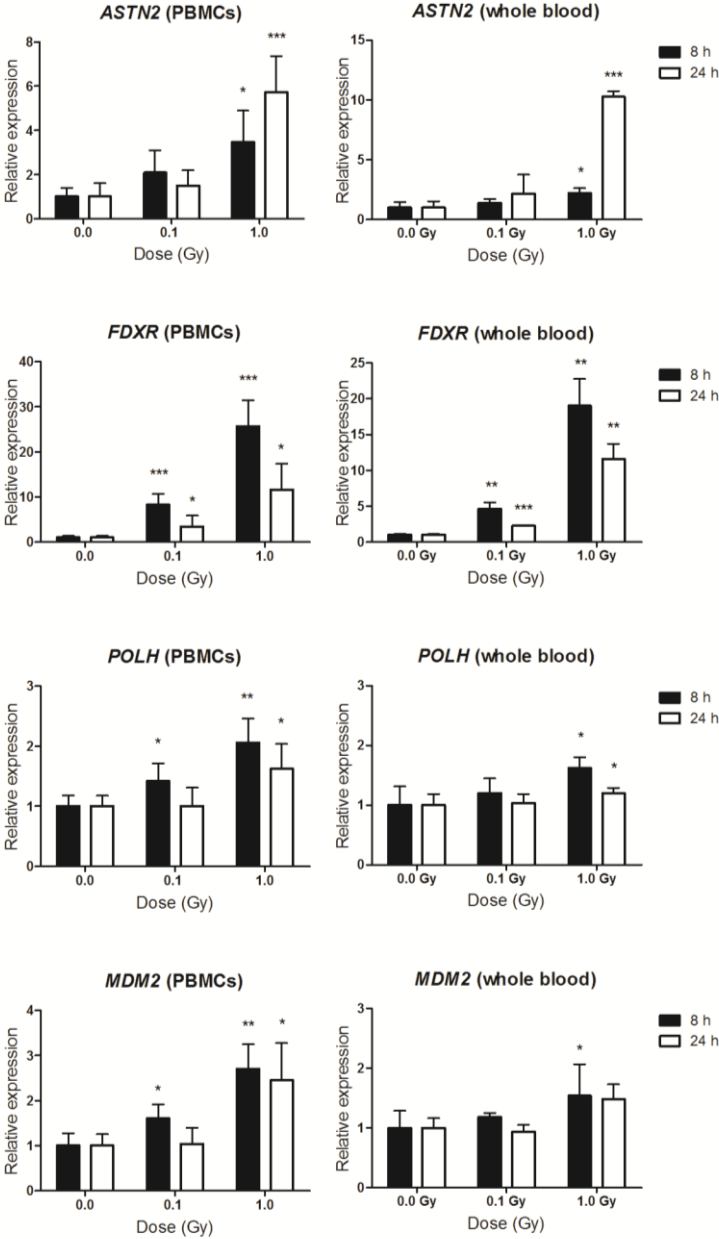 ASTN2 (PBMCs)
Relative expression
8
6
4
2
0
*
***
0.0 0.1 1.0
Dose (Gy)
ASTN2 (whole blood)
Relative expression
15
10
5
0
*
***
0.0 Gy 0.1 Gy 1.0 Gy
Dose (Gy)
8 h
24 h
FDXR (PBMCs)
Relative expression
40
30
20
10
0
***
*
***
*
0.0 0.1 1.0
Dose (Gy)
FDXR (whole blood)
Relative expression
25
20
15
10
5
0
**
***
**
**
0.0 Gy 0.1 Gy 1.0 Gy
Dose (Gy)
8 h
24 h
POLH (PBMCs)
Relative expression
3
2
1
0
*
**
*
0.0 0.1 1.0
Dose (Gy)
POLH (whole blood)
Relative expression
3
2
1
0
*
*
0.0 Gy 0.1 Gy 1.0 Gy
Dose (Gy)
8 h
24 h
MDM2 (PBMCs)
Relative expression
4
3
2
1
0
*
**
*
0.0 0.1 1.0
Dose (Gy)
MDM2 (whole blood)
Relative expression
3
2
1
0
*
0.0 Gy 0.1 Gy 1.0 Gy
Dose (Gy)
8 h
24 h